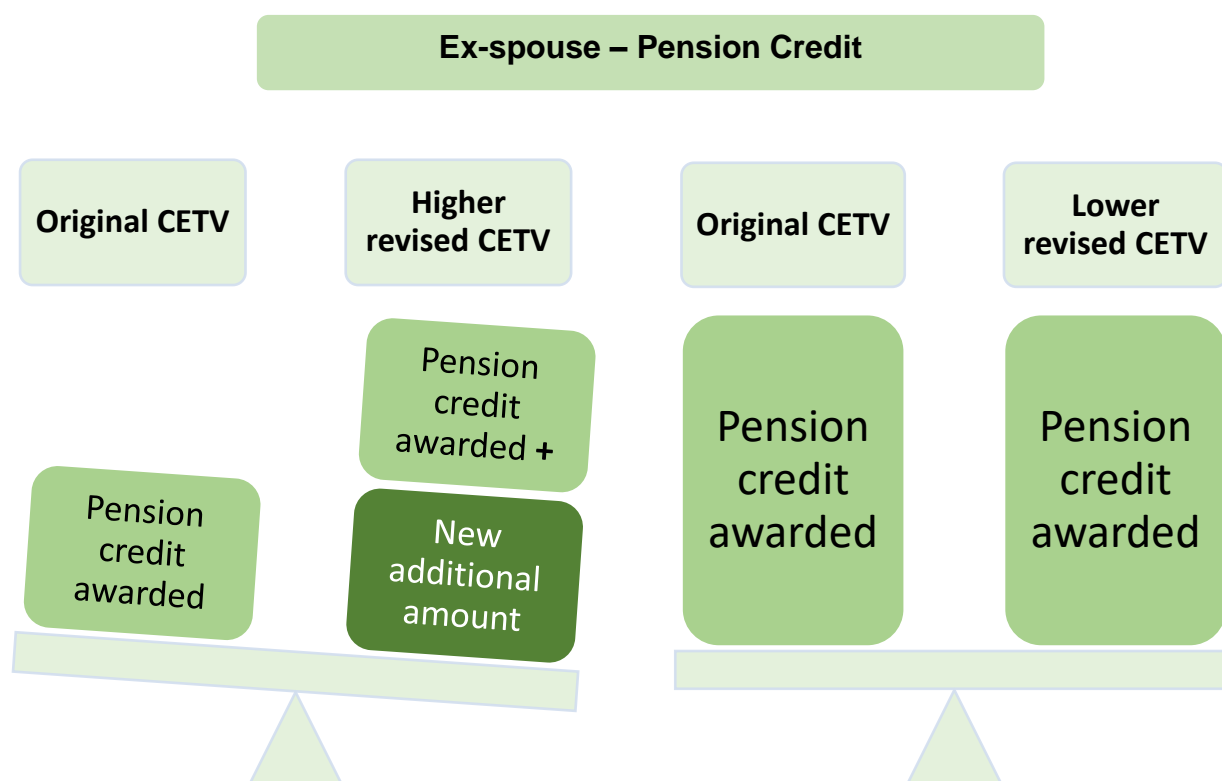 Ex-spouse – Pension Credit
Original CETV
Higher
revised CETV
Original CETV
Lower
revised CETV
Pension
credit
awarded
Pension
credit
awarded +
New
additional
amount
Pension
credit
awarded
Pension
credit
awarded